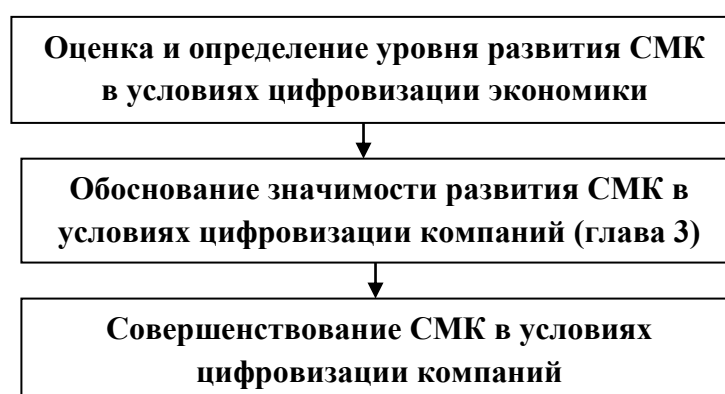 Оценка и определение уровня развития СМК
в условиях цифровизации экономики
Обоснование значимости развития СМК в
условиях цифровизации компаний (глава 3)
Совершенствование СМК в условиях
цифровизации компаний